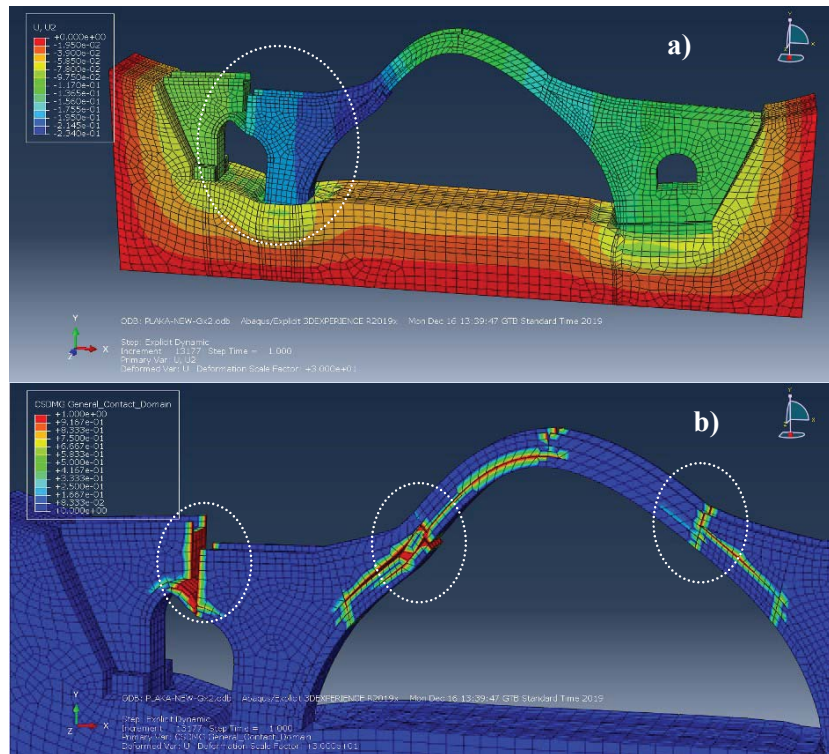 U, U2
+0.000e+00
-1.950e-02
-3.900e-02
-5.850e-02
-7.800e-02
-9.750e-02
-1.170e-01
-1.365e-01
-1.560e-01
-1.755e-01
-1.950e-01
-2.145e-01
-2.340e-01
a)
Y
X
Y
Z
X
ODB: PLAKA-NEW-Gx2.odb Abaqus/Explicit 3DEXPERIENCE R2019x Mon Dec 16 13:39:47 GTB Standard Time 2019
Step: Explicit Dynamic
Increment 13177: Step Time = 1.000
Primary Var: U, U2
Deformed Var: U Deformation Scale Factor: +3.000e+01
CSDMG General_Contact_Domain
+1.000e+00
+9.167e-01
+8.333e-01
+7.500e-01
+6.667e-01
+5.833e-01
+5.000e-01
+4.167e-01
+3.333e-01
+2.500e-01
+1.667e-01
+8.333e-02
+0.000e+00
b)
Y
X
Y
Z
X
ODB: PLAKA-NEW-Gx2.odb Abaqus/Explicit 3DEXPERIENCE R2019x Mon Dec 16 13:39:47 GTB Standard Time 2019
Step: Explicit Dynamic
Increment 13177: Step Time = 1.000
Primary Var: CSDMG General_Contact_Domain
Deformed Var: U Deformation Scale Factor: +3.000e+01